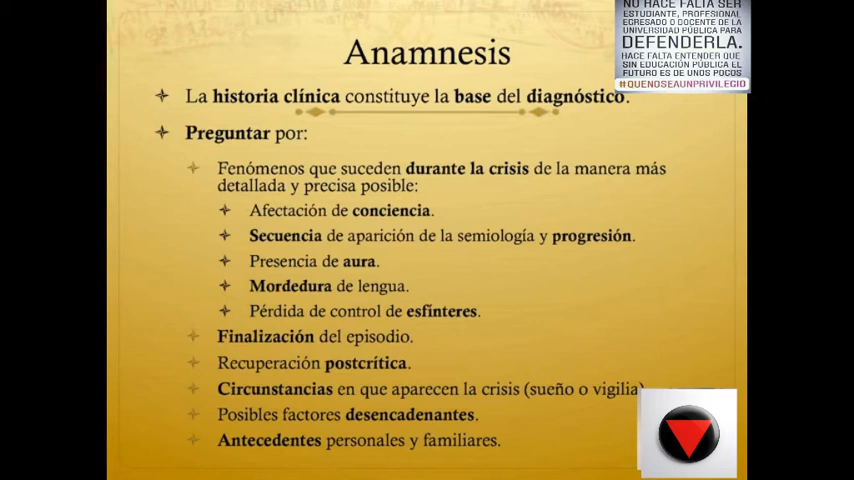 NO HACE FALTA SER
ESTUDIANTE, PROFESIONAL,
EGRESADO O DOCENTE DE LA
UNIVERSIDAD PÚBLICA PARA
DEFENDERLA.
HACE FALTA ENTENDER QUE
SIN EDUCACIÓN PÚBLICA EL
FUTURO ES DE UNOS POCOS
#QUENOSEAUNPRIVILEGIO
Anamnesis
La historia clínica constituye la base del diagnóstico.
Preguntar por:
Fenómenos que suceden durante la crisis de la manera más
detallada y precisa posible:
Afectación de conciencia.
Secuencia de aparición de la semiología y progresión.
Presencia de aura.
Mordedura de lengua.
Pérdida de control de esfínteres.
Finalización del episodio.
Recuperación postcrítica.
Circunstancias en que aparecen la crisis (sueño o vigilia)
Posibles factores desencadenantes.
Antecedentes personales y familiares.